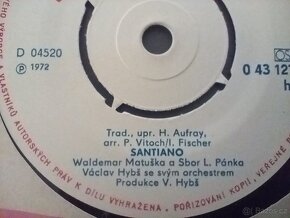 D 04520
℗ 1972
0 43 12
Trad., upr. H. Aufray,
arr. P. Vitoch/I. Fischer
SANTIANO
Waldemar Matuška a Sbor L. Pánka
Václav Hybš se svým orchestrem
Produkce V. Hybš
A VLASTNÍKŮ AUTORSKÝCH PRÁV K DÍLU VYHRAŽENA. POŘIZOVÁNÍ KOPIÍ, VEŘEJNÉ